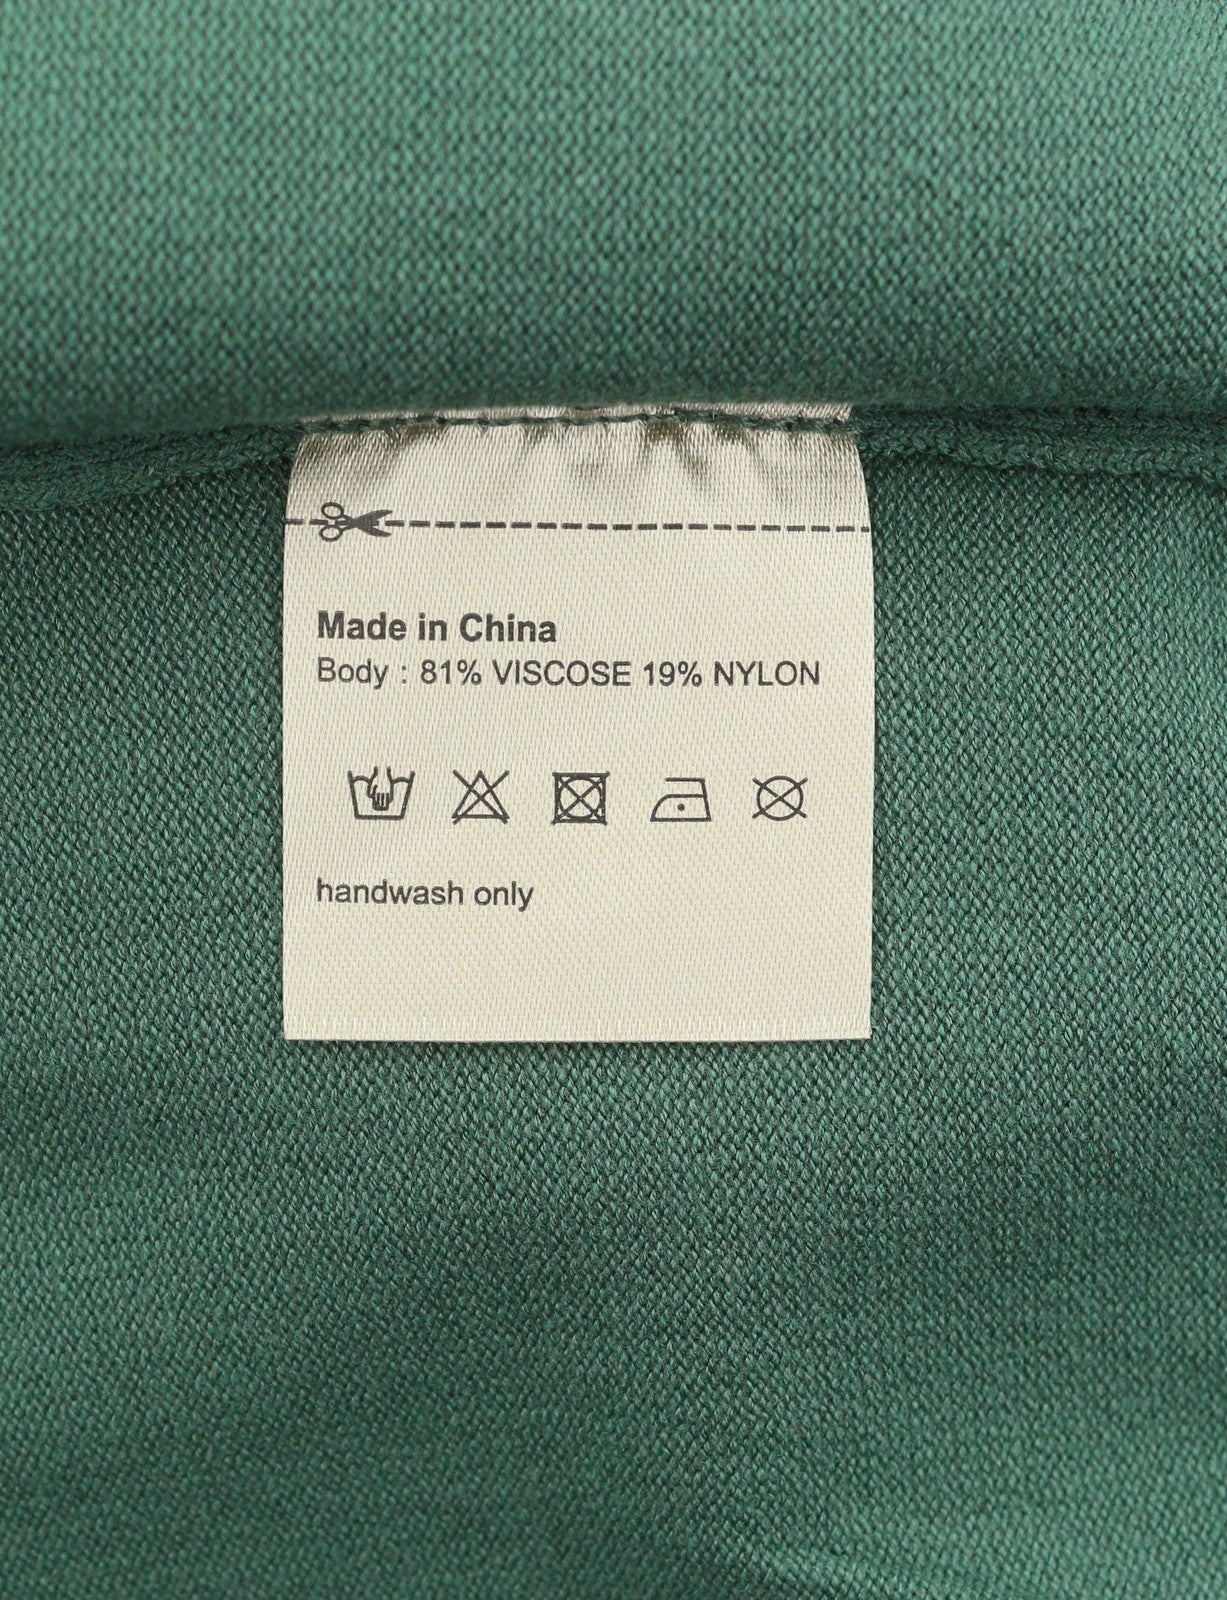 Made in China
Body : 81% VISCOSE 19% NYLON
handwash only